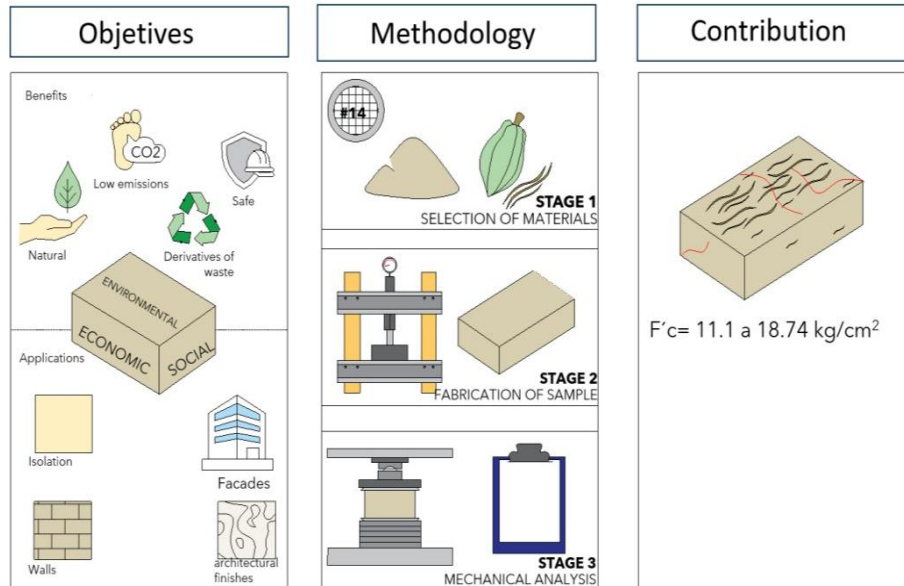 Objetives
Methodology
Contribution
Benefits
CO2
Low emissions
Safe
Natural
Derivatives of
waste
ENVIRONMENTAL
ECONOMIC
SOCIAL
Applications
Isolation
Facades
Walls
architectural
finishes
#14
STAGE 1
SELECTION OF MATERIALS
STAGE 2
FABRICATION OF SAMPLE
STAGE 3
MECHANICAL ANALYSIS
F´c= 11.1 a 18.74 kg/cm²